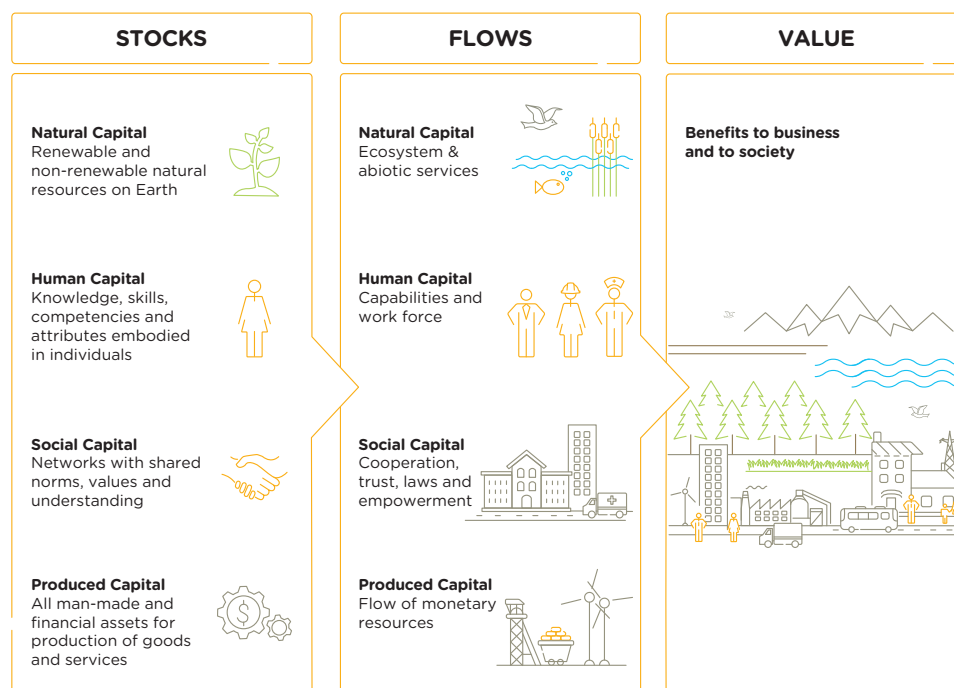 STOCKS
Natural Capital
Renewable and
non-renewable natural
resources on Earth
Human Capital
Knowledge, skills,
competencies and
attributes embodied
in individuals
Social Capital
Networks with shared
norms, values and
understanding
Produced Capital
All man-made and
financial assets for
production of goods
and services
$
FLOWS
Natural Capital
Ecosystem &
abiotic services
Human Capital
Capabilities and
work force
Social Capital
Cooperation,
trust, laws and
empowerment
Produced Capital
Flow of monetary
resources
VALUE
Benefits to business
and to society